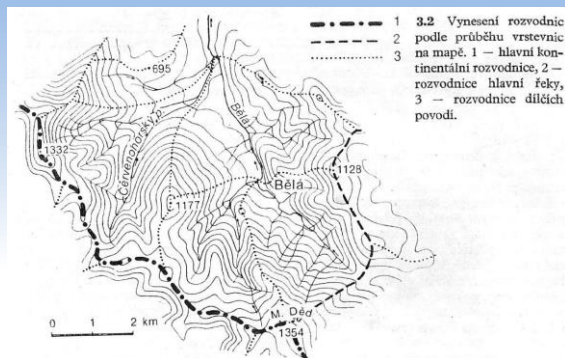 1
2
3
3.2 Vynesení rozvodnic
podle průběhu vrstevnic
na mapě. 1 — hlavní kon-
tinentální rozvodnice, 2 —
rozvodnice hlavní řeky,
3 — rozvodnice dílčích
povodí.
695
Bělá
1332
Červenohorský p.
1128
Bělá
1177
M. Děd
1354
0 1 2 km